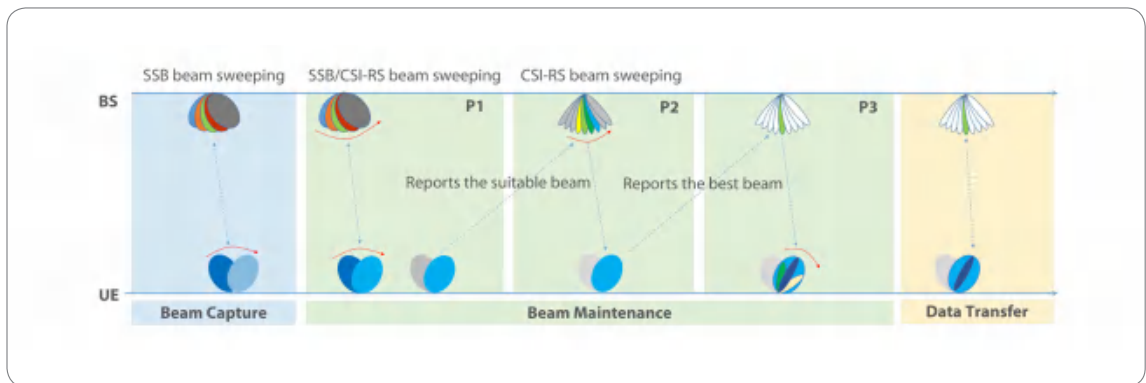 SSB beam sweeping
SSB/CSI-RS beam sweeping
CSI-RS beam sweeping
BS
P1
P2
P3
Reports the suitable beam
Reports the best beam
UE
Beam Capture
Beam Maintenance
Data Transfer